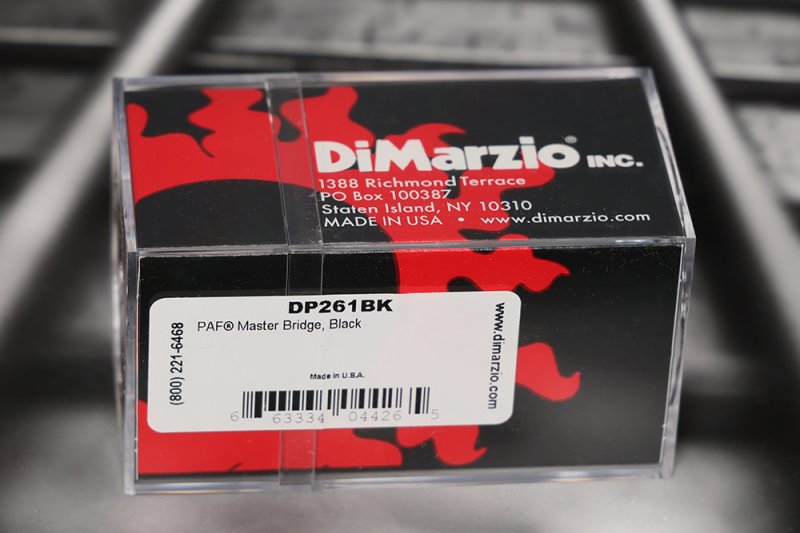 DiMarzio® INC.
1388 Richmond Terrace
PO Box 100387
Staten Island, NY 10310
MADE IN USA • www.dimarzio.com
DP261BK
PAF® Master Bridge, Black
(800) 221-6468
www.dimarzio.com
Made in U.S.A.
6 63334 04426 5